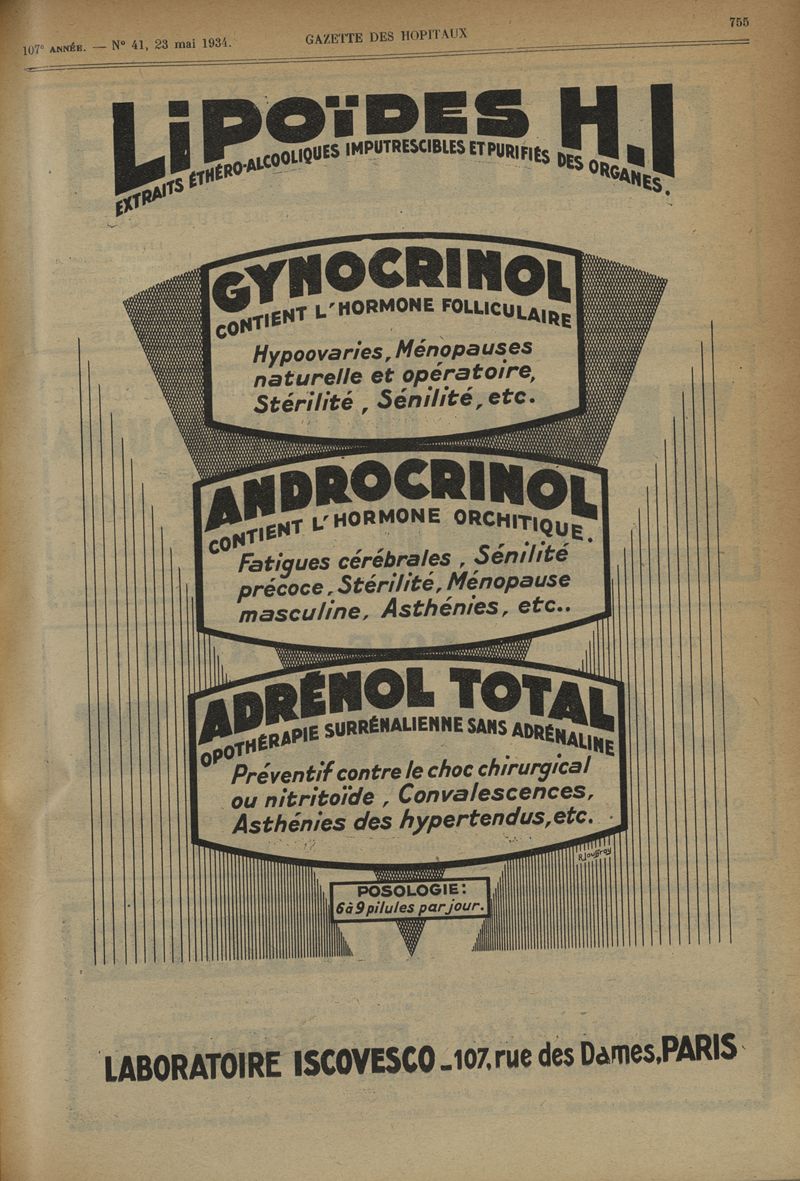 107e ANNÉE. — N° 41, 23 mai 1934.
GAZETTE DES HOPITAUX
755
LiPOÏDES H.I
EXTRAITS ÉTHÉRO-ALCOOLIQUES IMPUTRESCIBLES ET PURIFIÉS DES ORGANES.
GYNOCRINOL
CONTIENT L'HORMONE FOLLICULAIRE
Hypoovaries, Ménopauses
naturelle et opératoire,
Stérilité, Sénilité, etc.
ANDROCRINOL
CONTIENT L'HORMONE ORCHITIQUE.
Fatigues cérébrales, Sénilité
précoce, Stérilité, Ménopause
masculine, Asthénies, etc..
ADRÉNOL TOTAL
OPOTHÉRAPIE SURRÉNALIENNE SANS ADRÉNALINE
Préventif contre le choc chirurgical
ou nitritoïde, Convalescences,
Asthénies des hypertendus, etc.
R Jouffroy
POSOLOGIE:
6 à 9 pilules par jour.
LABORATOIRE ISCOVESCO_107, rue des Dames, PARIS